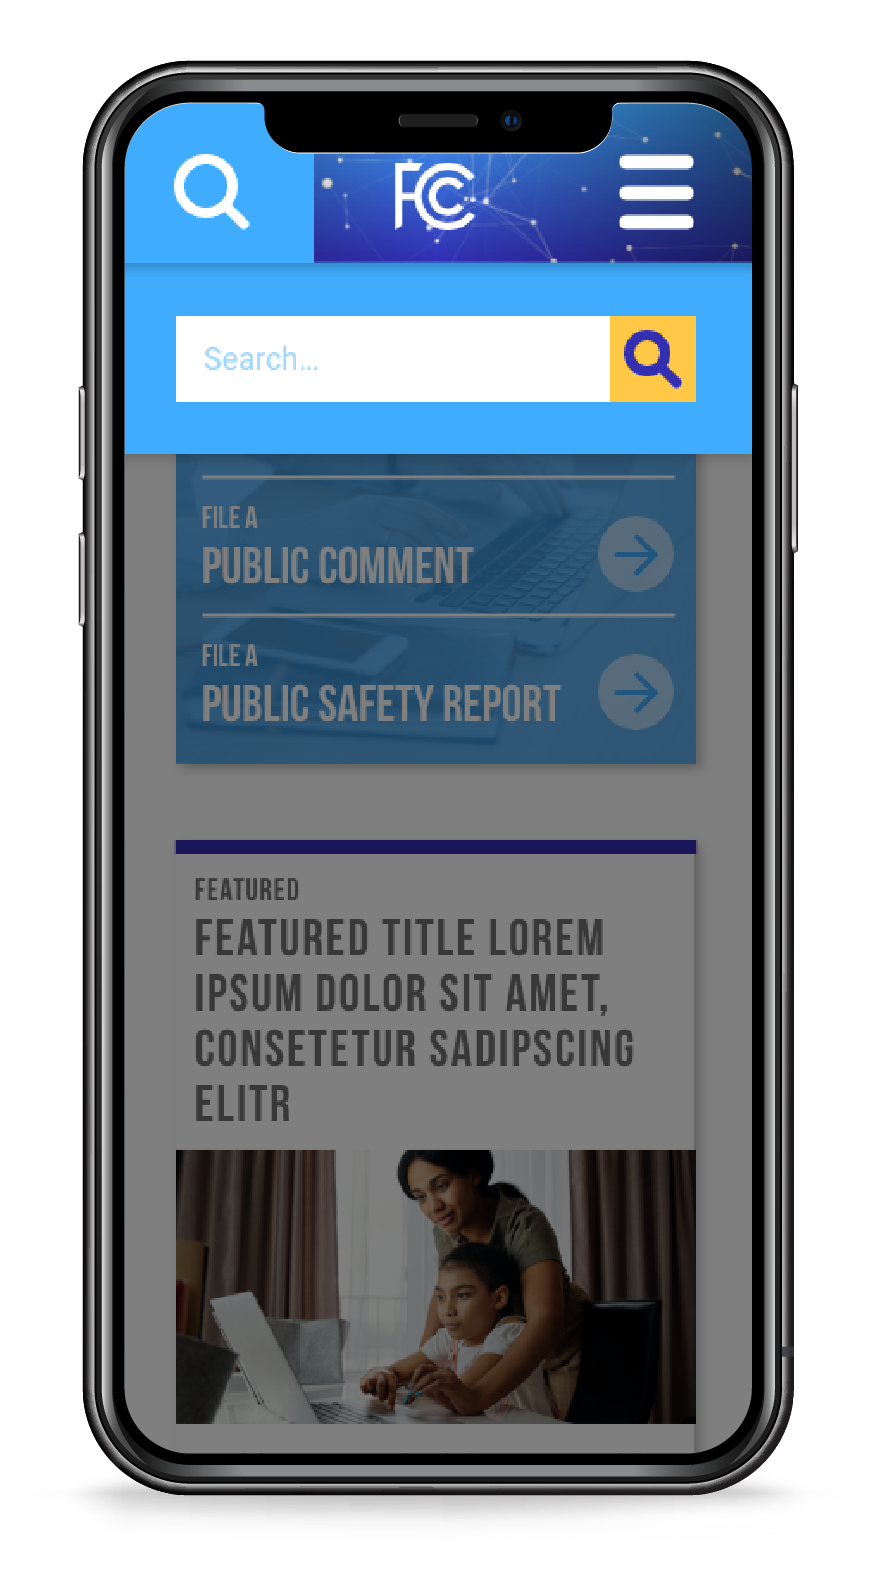 FCC
Search...
FILE A
PUBLIC COMMENT
FILE A
PUBLIC SAFETY REPORT
FEATURED
FEATURED TITLE LOREM
IPSUM DOLOR SIT AMET,
CONSETETUR SADIPSCING
ELITR